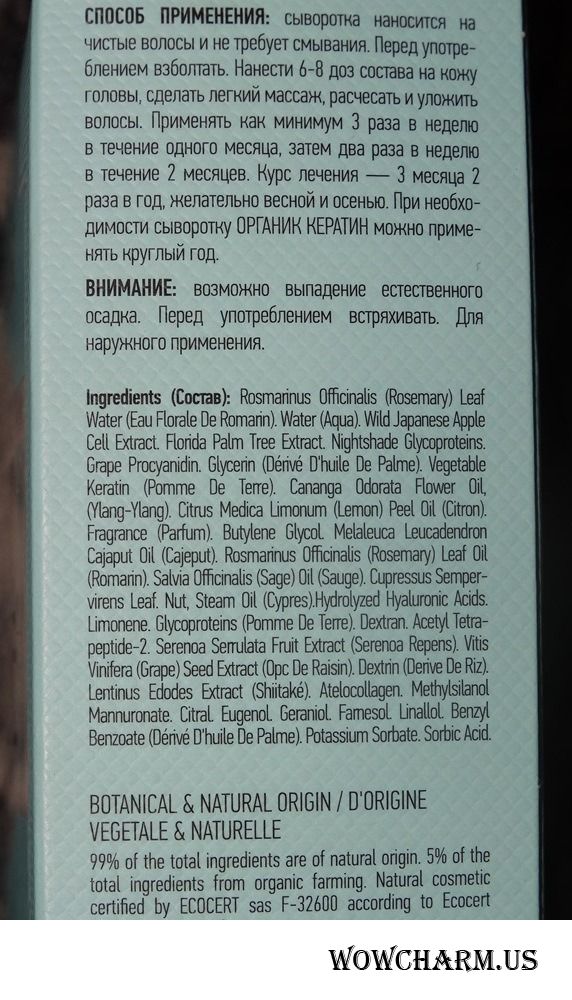 СПОСОБ ПРИМЕНЕНИЯ: сыворотка наносится на
чистые волосы и не требует смывания. Перед употре-
блением взболтать. Нанести 6-8 доз состава на кожу
головы, сделать легкий массаж, расчесать и уложить
волосы. Применять как минимум 3 раза в неделю
в течение одного месяца, затем два раза в неделю
в течение 2 месяцев. Курс лечения — 3 месяца 2
раза в год, желательно весной и осенью. При необхо-
димости сыворотку ОРГАНИК КЕРАТИН можно приме-
нять круглый год.
ВНИМАНИЕ: возможно выпадение естественного
осадка. Перед употреблением встряхивать. Для
наружного применения.
Ingredients (Состав): Rosmarinus Officinalis (Rosemary) Leaf
Water (Eau Florale De Romarin). Water (Aqua). Wild Japanese Apple
Cell Extract. Florida Palm Tree Extract. Nightshade Glycoproteins.
Grape Procyanidin. Glycerin (Dérivé D'huile De Palme). Vegetable
Keratin (Pomme De Terre). Cananga Odorata Flower Oil,
(Ylang-Ylang). Citrus Medica Limonum (Lemon) Peel Oil (Citron).
Fragrance (Parfum). Butylene Glycol. Melaleuca Leucadendron
Cajaput Oil (Cajeput). Rosmarinus Officinalis (Rosemary) Leaf Oil
(Romarin). Salvia Officinalis (Sage) Oil (Sauge). Cupressus Semper-
virens Leaf. Nut, Steam Oil (Cypres).Hydrolyzed Hyaluronic Acids.
Limonene. Glycoproteins (Pomme De Terre). Dextran. Acetyl Tetra-
peptide-2. Serenoa Serrulata Fruit Extract (Serenoa Repens). Vitis
Vinifera (Grape) Seed Extract (Opc De Raisin). Dextrin (Derive De Riz).
Lentinus Edodes Extract (Shiitaké). Atelocollagen. Methylsilanol
Mannuronate. Citral. Eugenol. Geraniol. Farnesol. Linallol. Benzyl
Benzoate (Dérivé D'huile De Palme). Potassium Sorbate. Sorbic Acid.
BOTANICAL & NATURAL ORIGIN / D'ORIGINE
VEGETALE & NATURELLE
99% of the total ingredients are of natural origin. 5% of the
total ingredients from organic farming. Natural cosmetic
certified by ECOCERT sas F-32600 according to Ecocert
WOWCHARM.US